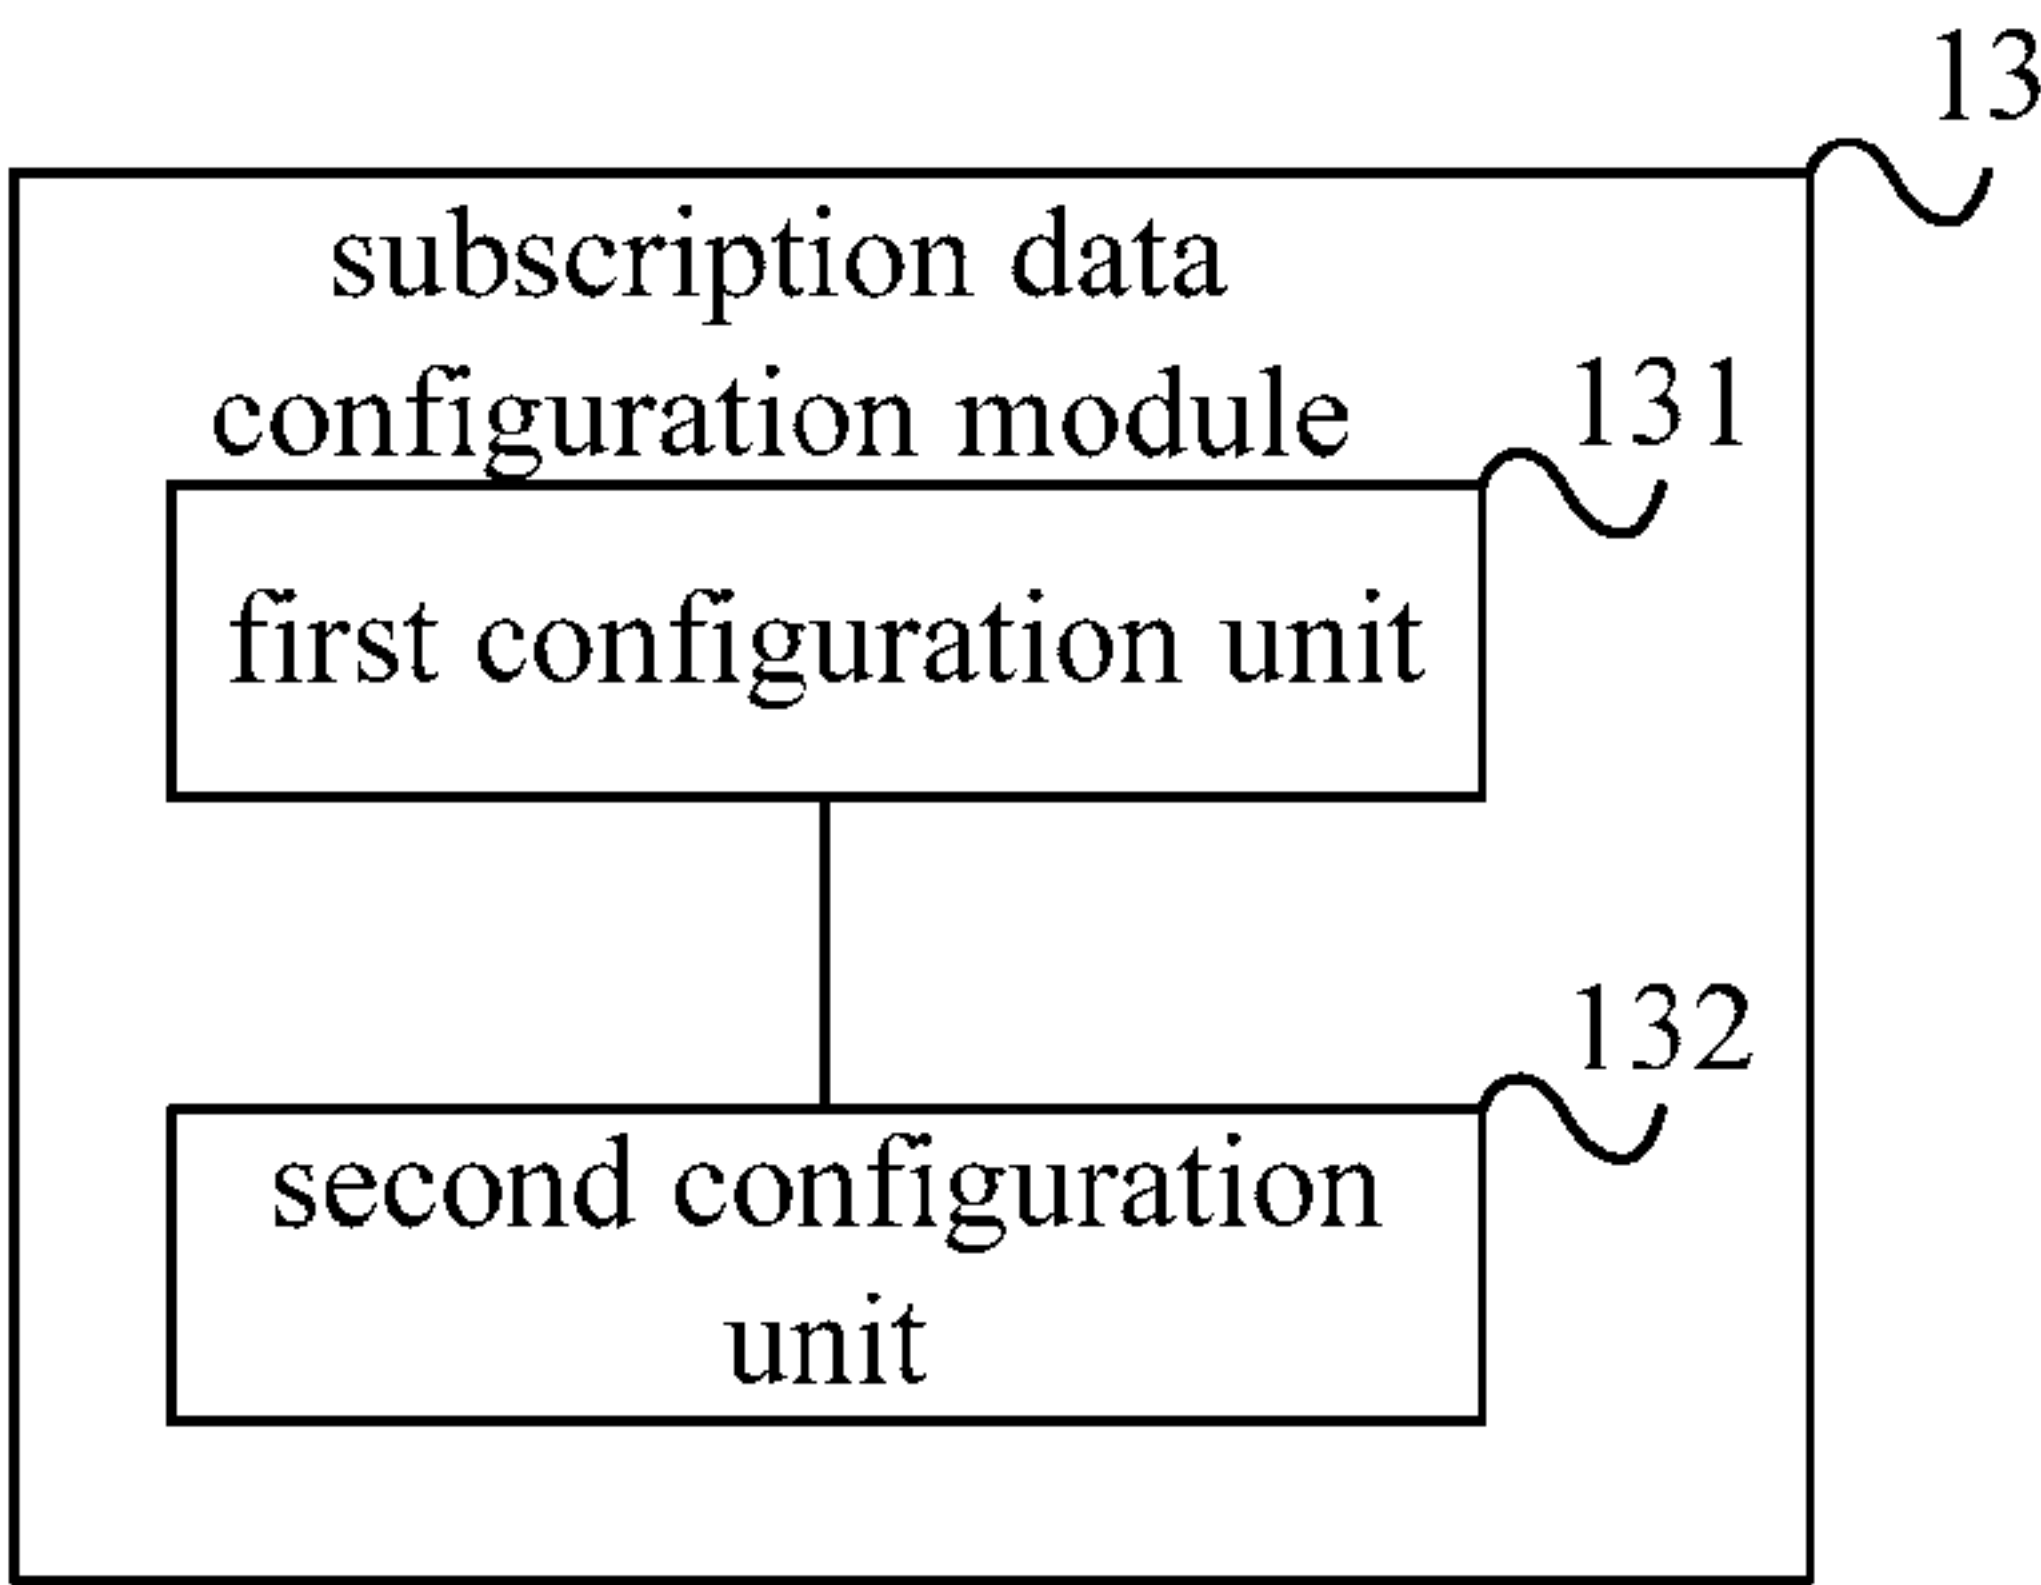 13
subscription data
configuration module
131
first configuration unit
132
second configuration
unit